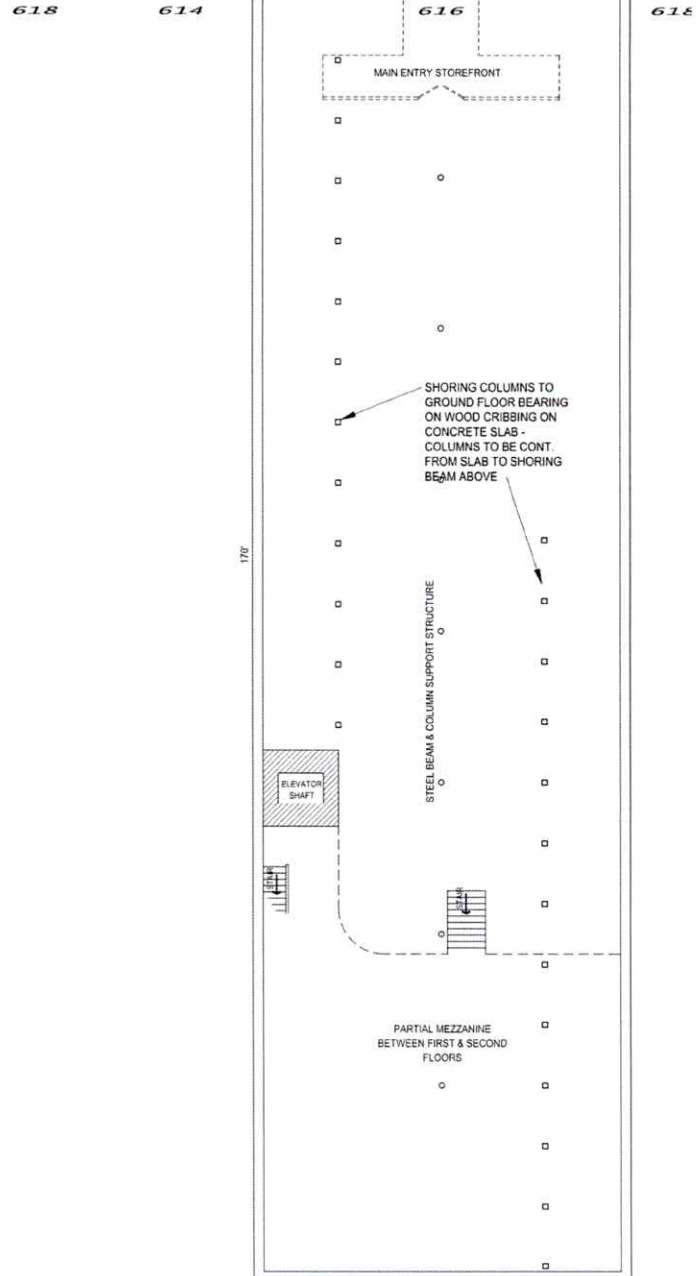 618
614
616
MAIN ENTRY STOREFRONT
SHORING COLUMNS TO
GROUND FLOOR BEARING
ON WOOD CRIBBING ON
CONCRETE SLAB -
COLUMNS TO BE CONT.
FROM SLAB TO SHORING
BEAM ABOVE
170'
STEEL BEAM & COLUMN SUPPORT STRUCTURE
ELEVATOR
SHAFT
STAIR
STAIR
PARTIAL MEZZANINE
BETWEEN FIRST & SECOND
FLOORS